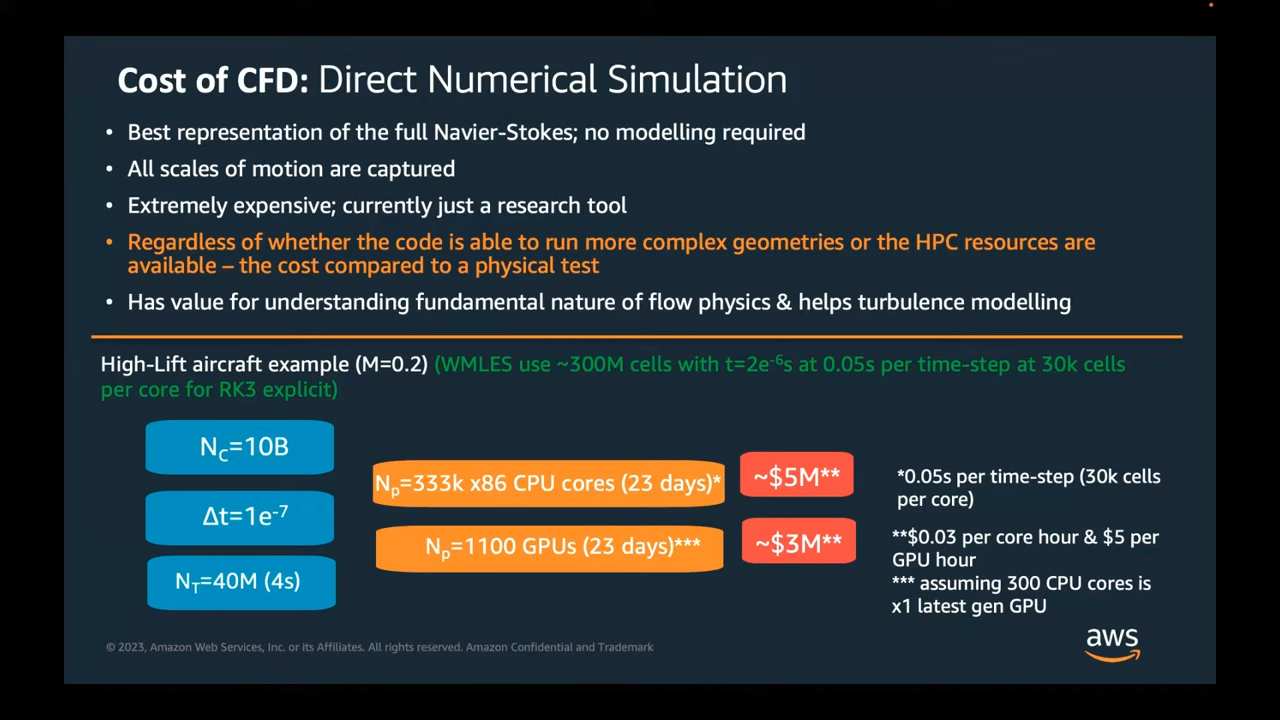 Cost of CFD: Direct Numerical Simulation
• Best representation of the full Navier-Stokes; no modelling required
• All scales of motion are captured
• Extremely expensive; currently just a research tool
• Regardless of whether the code is able to run more complex geometries or the HPC resources are
available – the cost compared to a physical test
• Has value for understanding fundamental nature of flow physics & helps turbulence modelling
High-Lift aircraft example (M=0.2) (WMLES use ~300M cells with t=2e⁻⁶s at 0.05s per time-step at 30k cells
per core for RK3 explicit)
N_C=10B
Δt=1e⁻⁷
N_T=40M (4s)
N_p=333k x86 CPU cores (23 days)*
~$5M**
N_p=1100 GPUs (23 days)***
~$3M**
*0.05s per time-step (30k cells
per core)
**$0.03 per core hour & $5 per
GPU hour
*** assuming 300 CPU cores is
x1 latest gen GPU
© 2023, Amazon Web Services, Inc. or its Affiliates. All rights reserved. Amazon Confidential and Trademark
aws